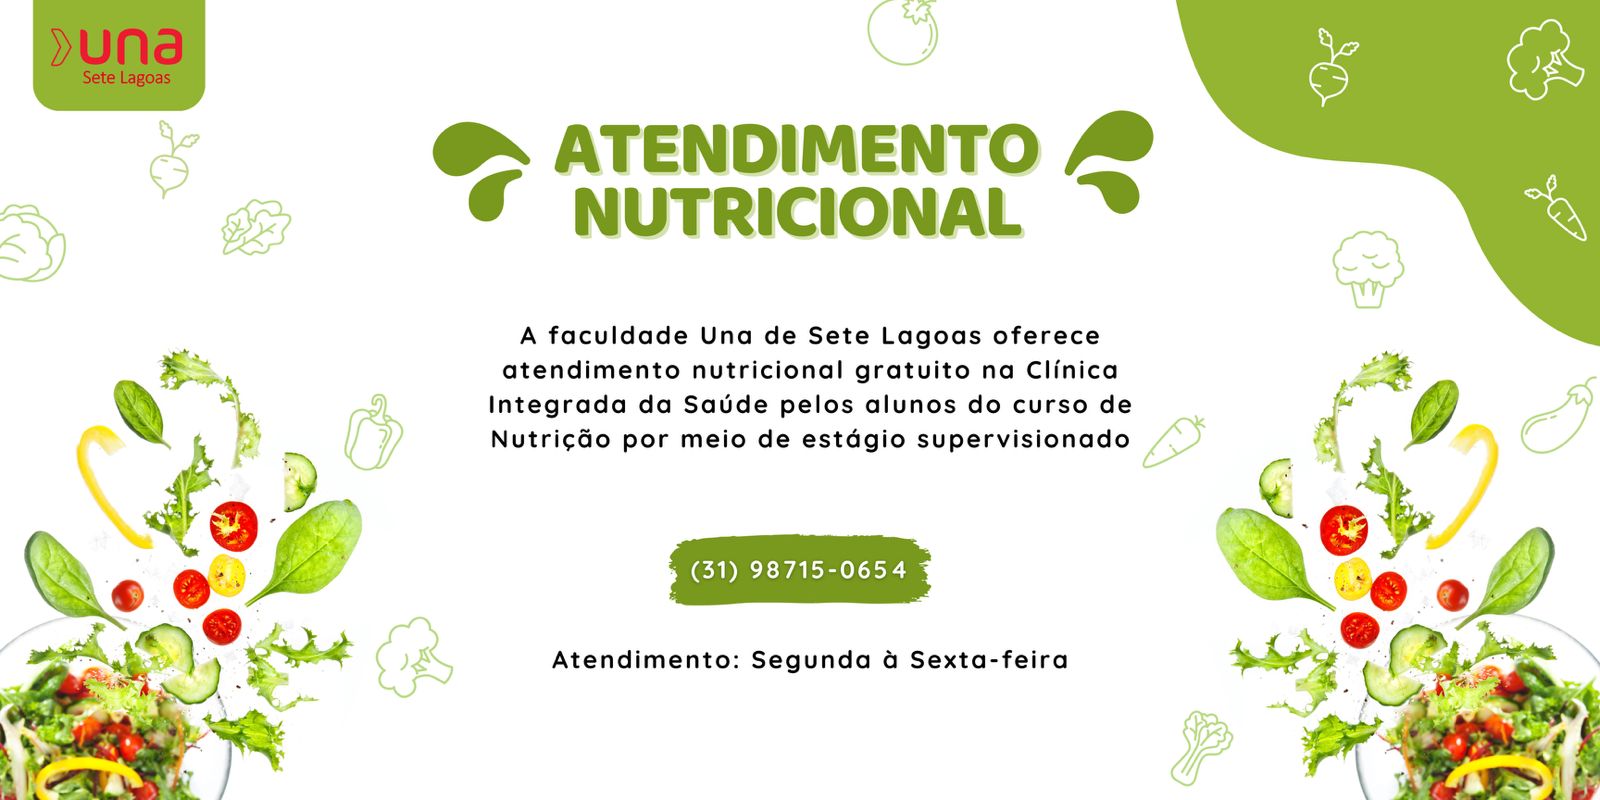 una
Sete Lagoas
ATENDIMENTO
NUTRICIONAL
A faculdade Una de Sete Lagoas oferece
atendimento nutricional gratuito na Clínica
Integrada da Saúde pelos alunos do curso de
Nutrição por meio de estágio supervisionado
(31) 98715-0654
Atendimento: Segunda à Sexta-feira